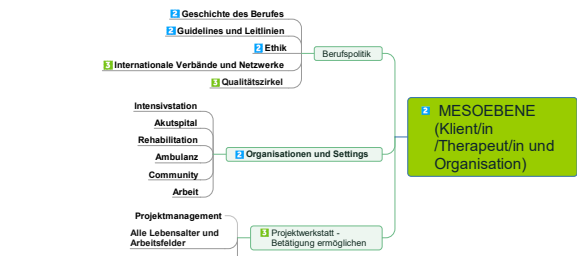 2 Geschichte des Berufes
2 Guidelines und Leitlinien
2 Ethik
3 Internationale Verbände und Netzwerke
3 Qualitätszirkel
Berufspolitik
Intensivstation
Akutspital
Rehabilitation
Ambulanz
Community
Arbeit
2 Organisationen und Settings
Projektmanagement
Alle Lebensalter und
Arbeitsfelder
3 Projektwerkstatt -
Betätigung ermöglichen
2 MESOEBENE
(Klient/in
/Therapeut/in und
Organisation)